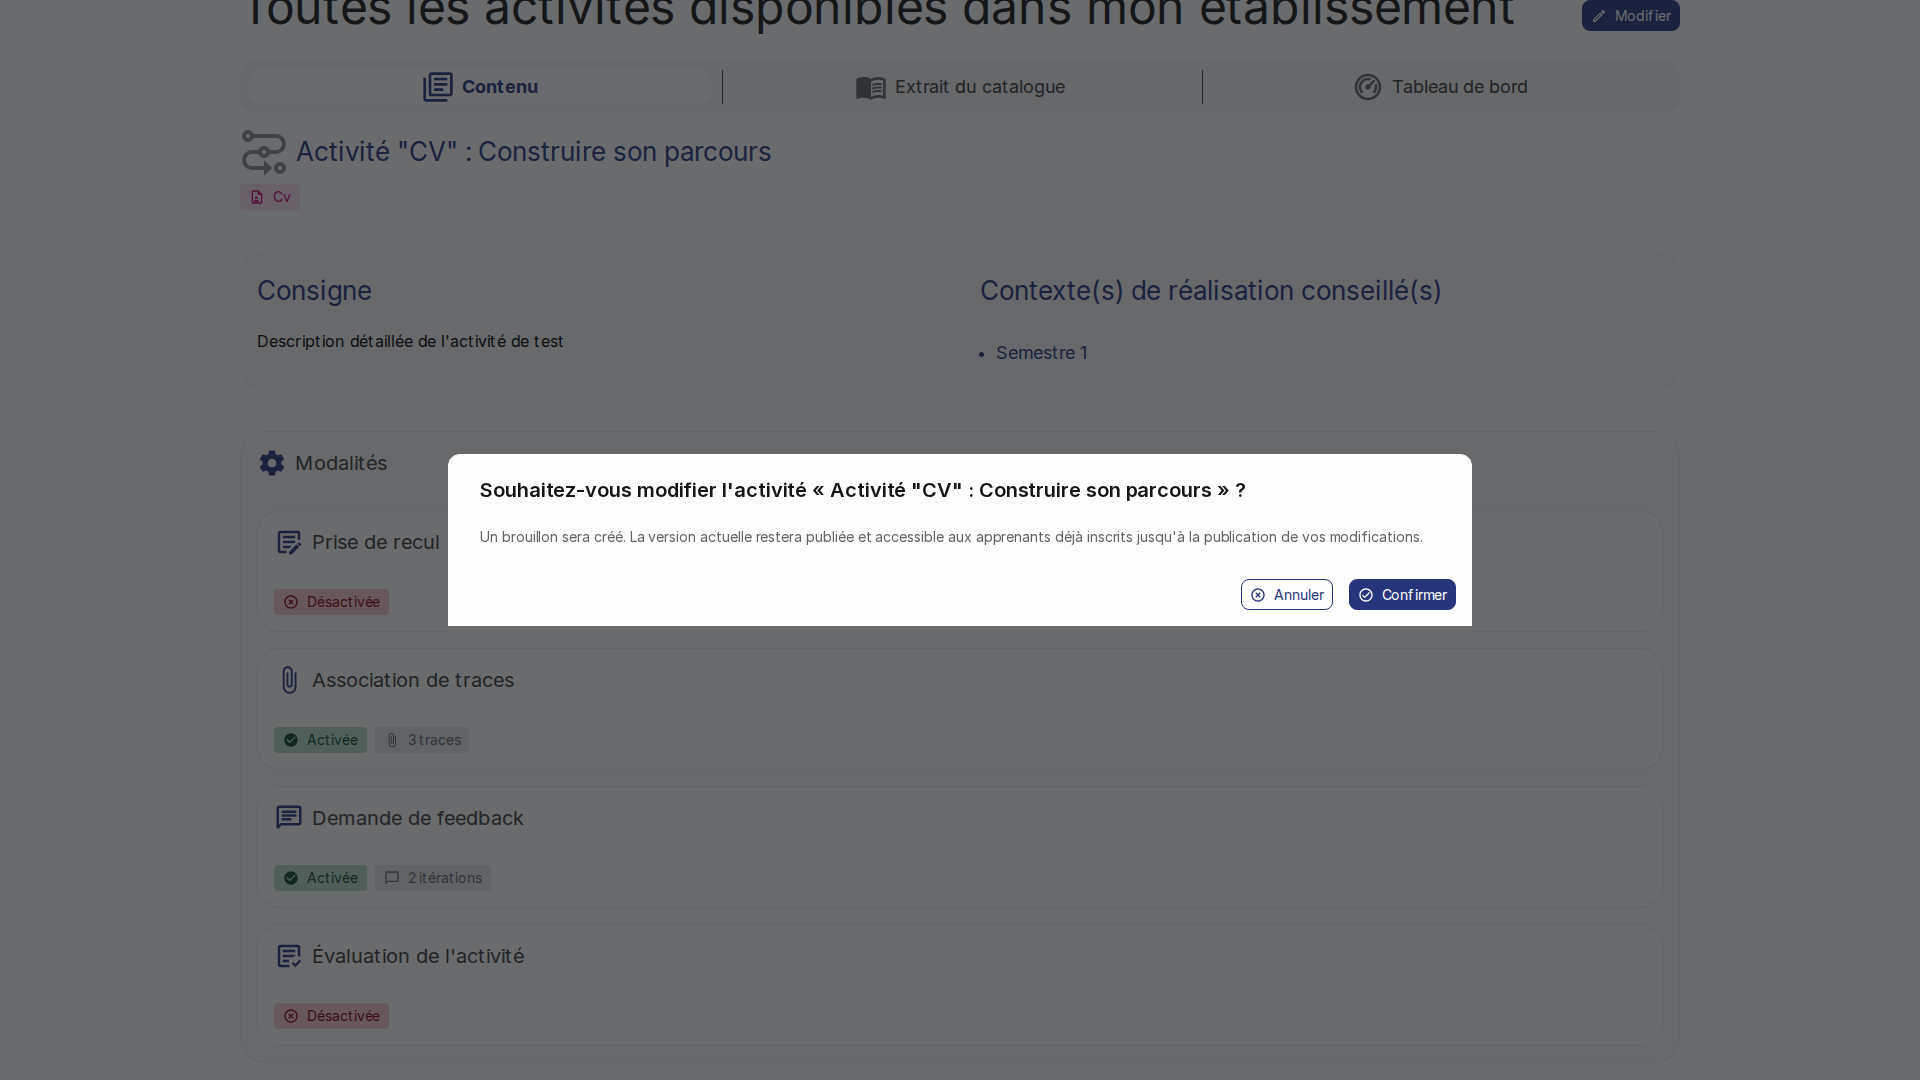 Toutes les activités disponibles dans mon établissement
Modifier
Contenu
Extrait du catalogue
Tableau de bord
Activité "CV" : Construire son parcours
Cv
Consigne
Description détaillée de l'activité de test
Contexte(s) de réalisation conseillé(s)
• Semestre 1
Modalités
Souhaitez-vous modifier l'activité « Activité "CV" : Construire son parcours » ?
Un brouillon sera créé. La version actuelle restera publiée et accessible aux apprenants déjà inscrits jusqu'à la publication de vos modifications.
Annuler
Confirmer
Prise de recul
Désactivée
Association de traces
Activée
3 traces
Demande de feedback
Activée
2 itérations
Évaluation de l'activité
Désactivée